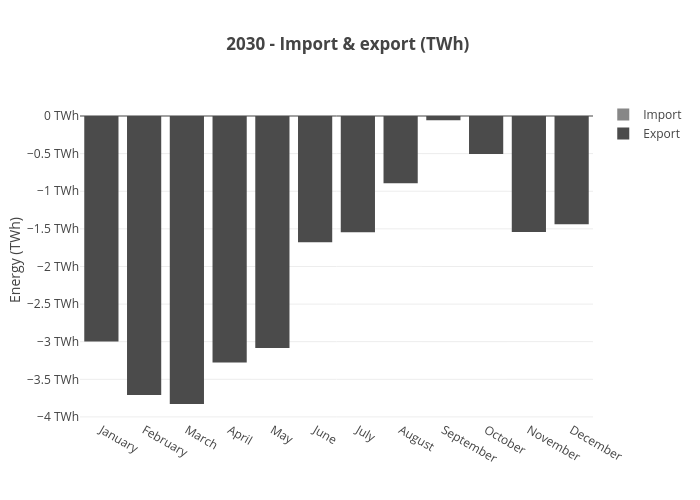 2030 - Import & export (TWh)
Import
Export
0 TWh
−0.5 TWh
−1 TWh
−1.5 TWh
−2 TWh
−2.5 TWh
−3 TWh
−3.5 TWh
−4 TWh
Energy (TWh)
January
February
March
April
May
June
July
August
September
October
November
December